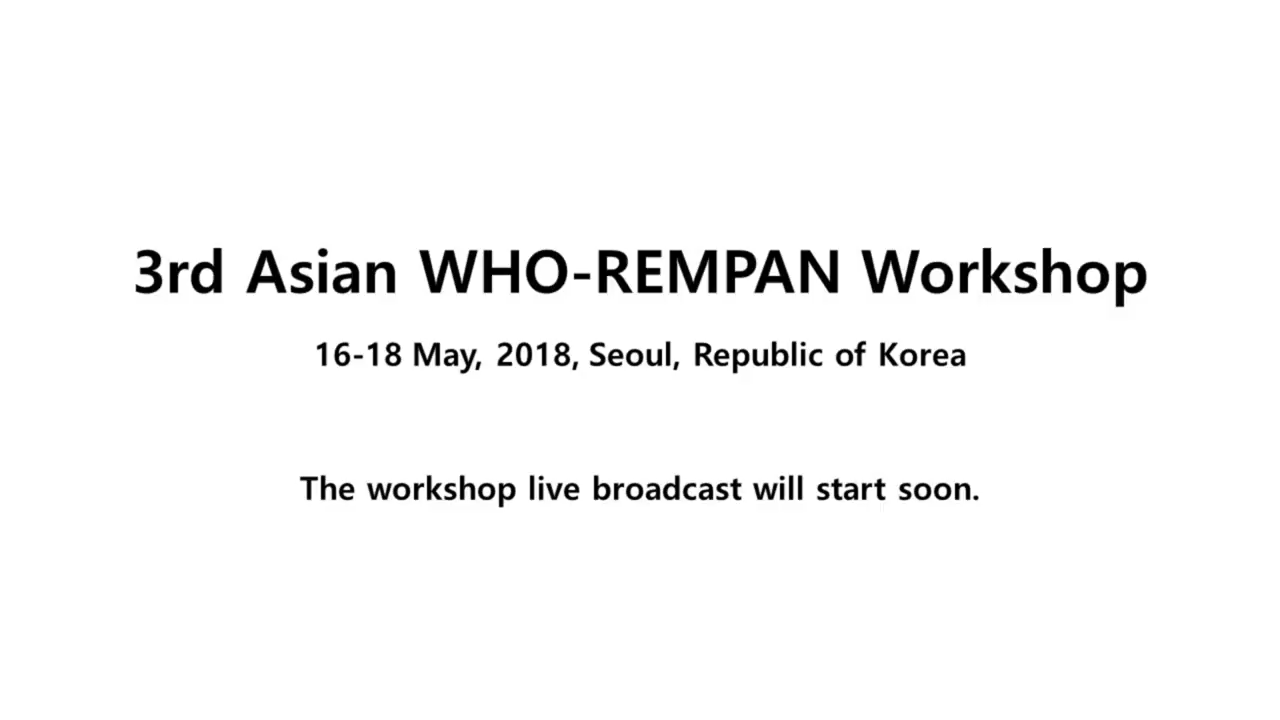 3rd Asian WHO-REMPAN Workshop
16-18 May, 2018, Seoul, Republic of Korea
The workshop live broadcast will start soon.